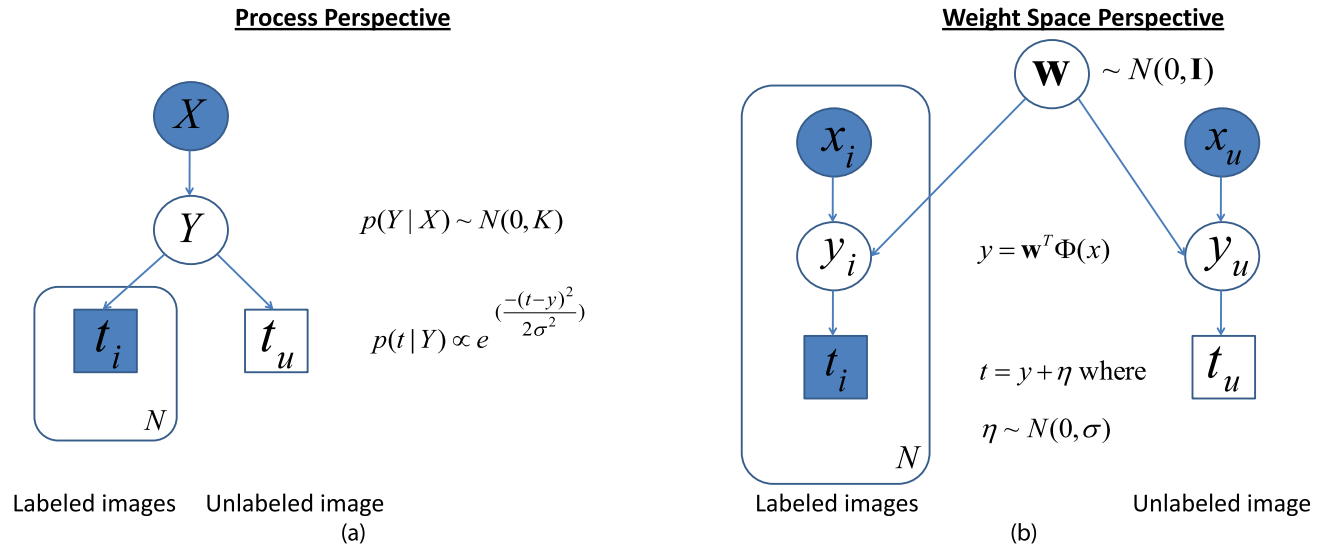 Process Perspective
X
Y
p(Y | X) ~ N(0, K)
t_i
t_u
p(t | Y) ∝ e^(−(t−y)²/2σ²)
N
Labeled images
Unlabeled image
(a)
Weight Space Perspective
w ~ N(0, I)
x_i
x_u
y_i
y = w^T Φ(x)
y_u
t_i
t = y + η where
t_u
η ~ N(0, σ)
N
Labeled images
Unlabeled image
(b)